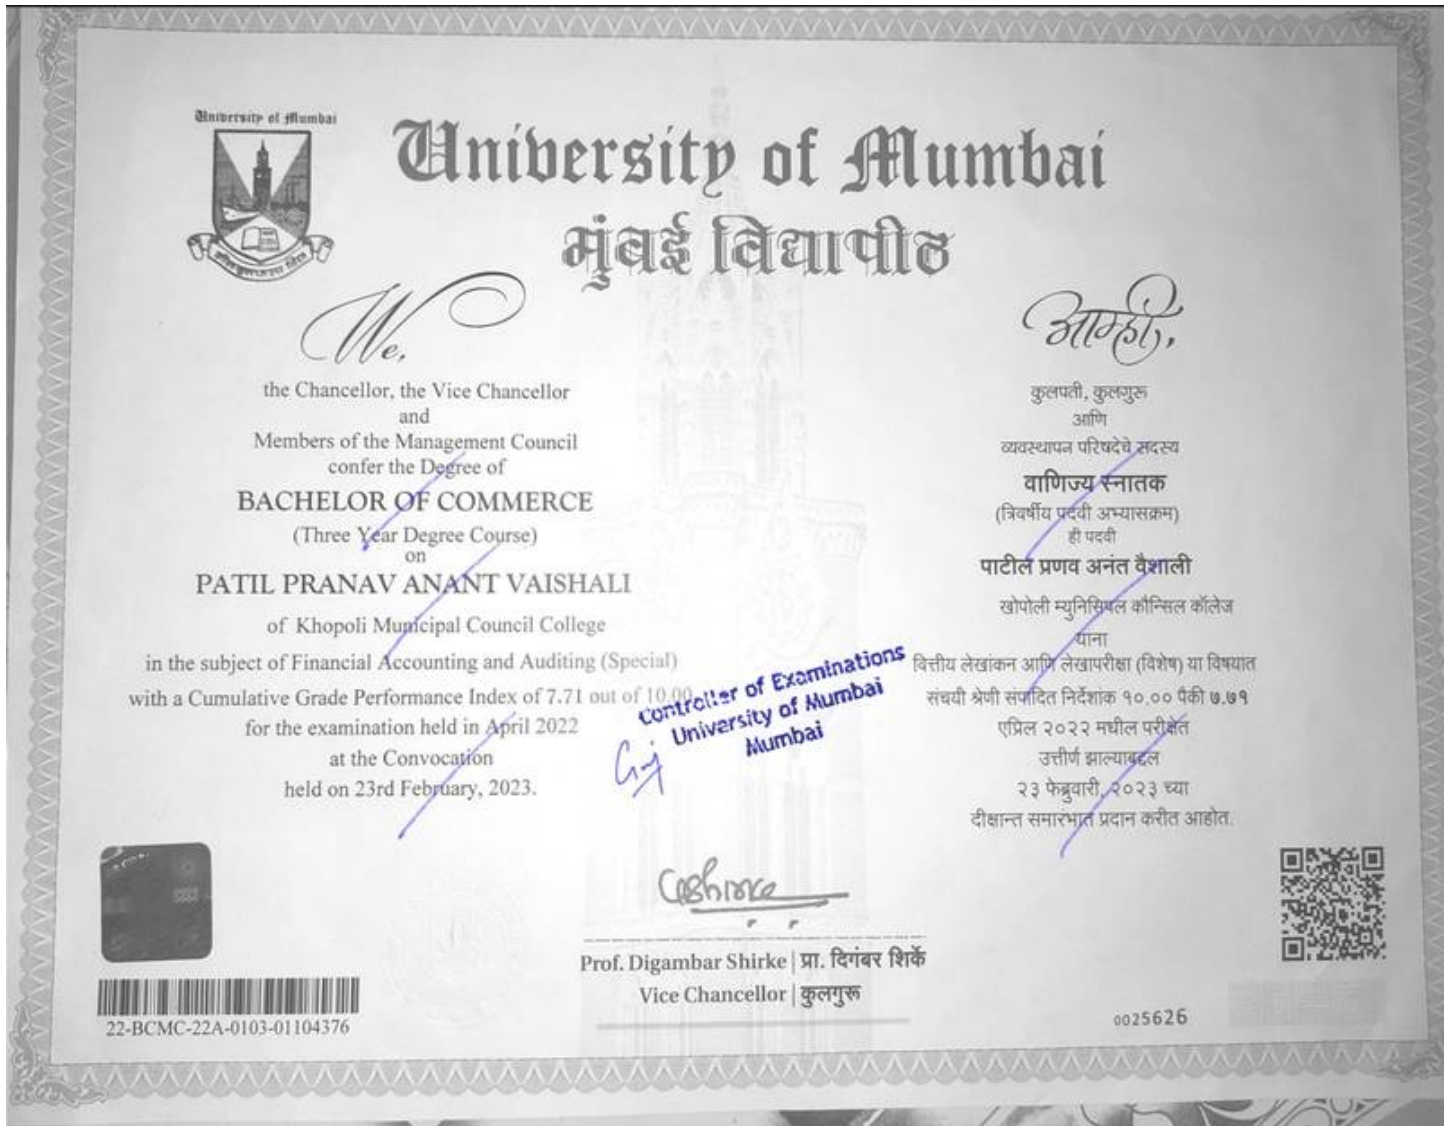 University of Mumbai
University of Mumbai
मुंबई विद्यापीठ
We,
the Chancellor, the Vice Chancellor
and
Members of the Management Council
confer the Degree of
BACHELOR OF COMMERCE
(Three Year Degree Course)
on
PATIL PRANAV ANANT VAISHALI
of Khopoli Municipal Council College
in the subject of Financial Accounting and Auditing (Special)
with a Cumulative Grade Performance Index of 7.71 out of 10.00
for the examination held in April 2022
at the Convocation
held on 23rd February, 2023.
आम्ही,
कुलपती, कुलगुरू
आणि
व्यवस्थापन परिषदेचे सदस्य
वाणिज्य स्नातक
(त्रिवर्षीय पदवी अभ्यासक्रम)
ही पदवी
पाटील प्रणव अनंत वैशाली
खोपोली म्युनिसिपल कौन्सिल कॉलेज
यांना
वित्तीय लेखांकन आणि लेखापरीक्षा (विशेष) या विषयात
संचयी श्रेणी संपादित निर्देशांक १०.०० पैकी ७.७१
एप्रिल २०२२ मधील परीक्षेत
उत्तीर्ण झाल्याबद्दल
२३ फेब्रुवारी, २०२३ च्या
दीक्षान्त समारंभात प्रदान करीत आहोत.
Controller of Examinations
University of Mumbai
Mumbai
Prof. Digambar Shirke | प्रा. दिगंबर शिर्के
Vice Chancellor | कुलगुरू
22-BCMC-22A-0103-01104376
0025626